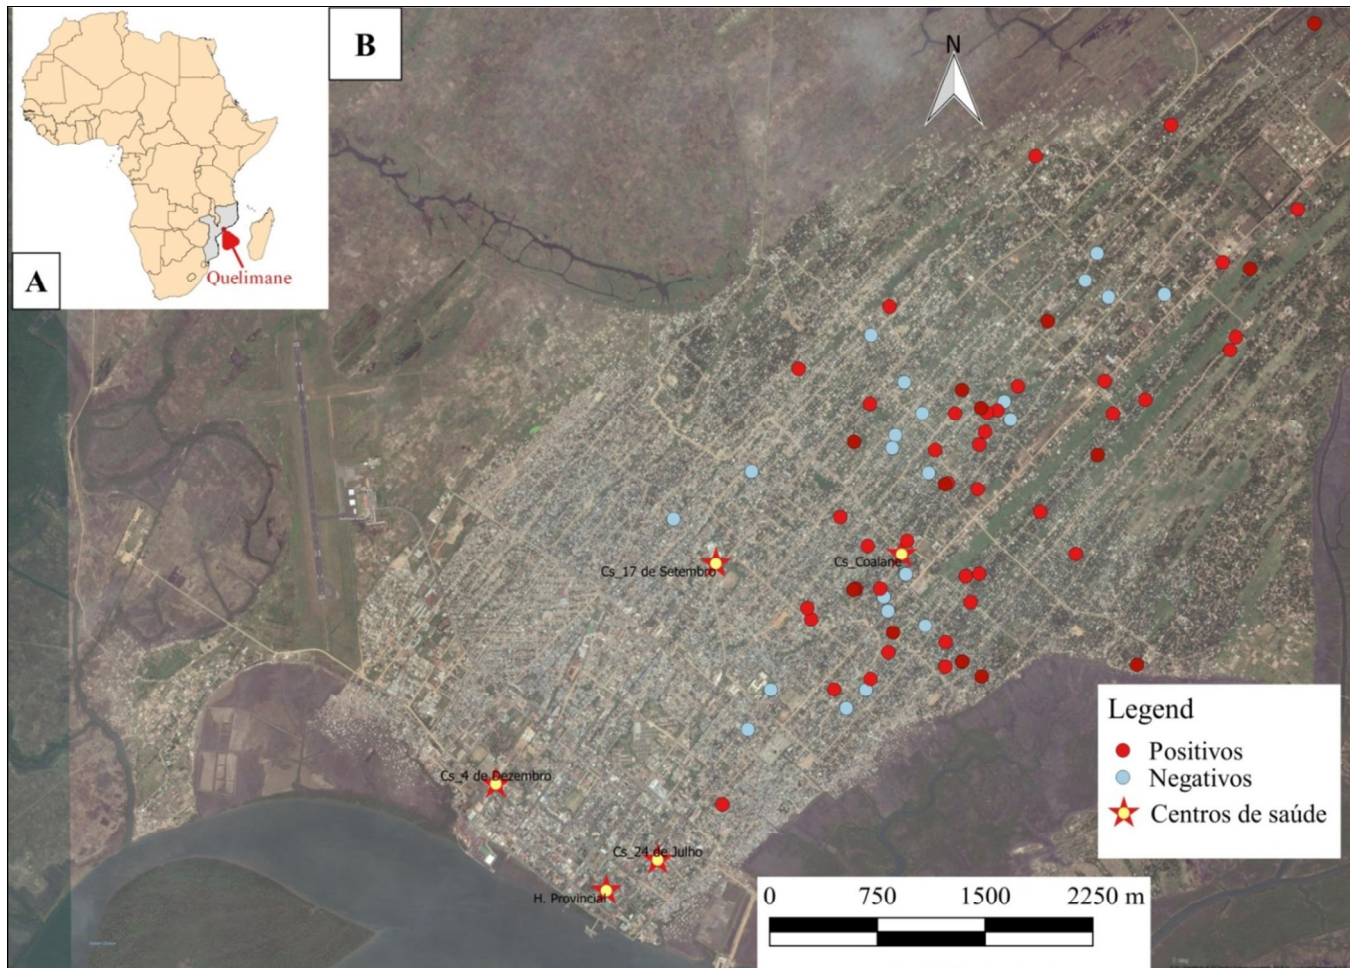 B
N
Quelimane
A
Cs_17 de Setembro
Cs_Coalane
Legend
Positivos
Negativos
Centros de saúde
Cs_4 de Dezembro
Cs_24 de Julho
H. Provincial
0 750 1500 2250 m